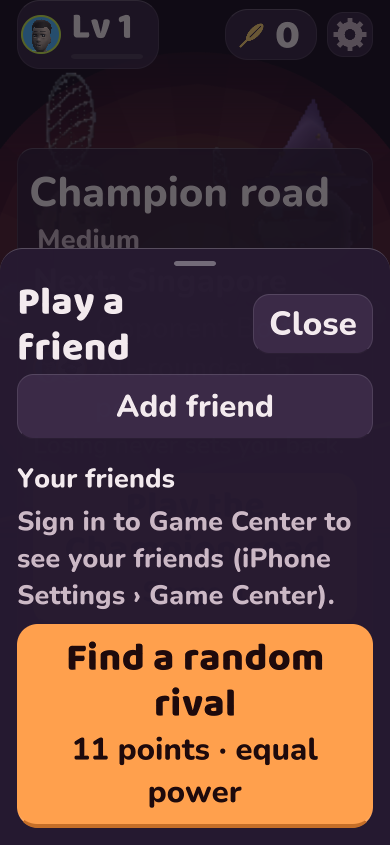 Lv 1
0
Champion road
Medium
Play a
friend
Close
Add friend
Your friends
Sign in to Game Center to
see your friends (iPhone
Settings › Game Center).
Find a random
rival
11 points · equal
power